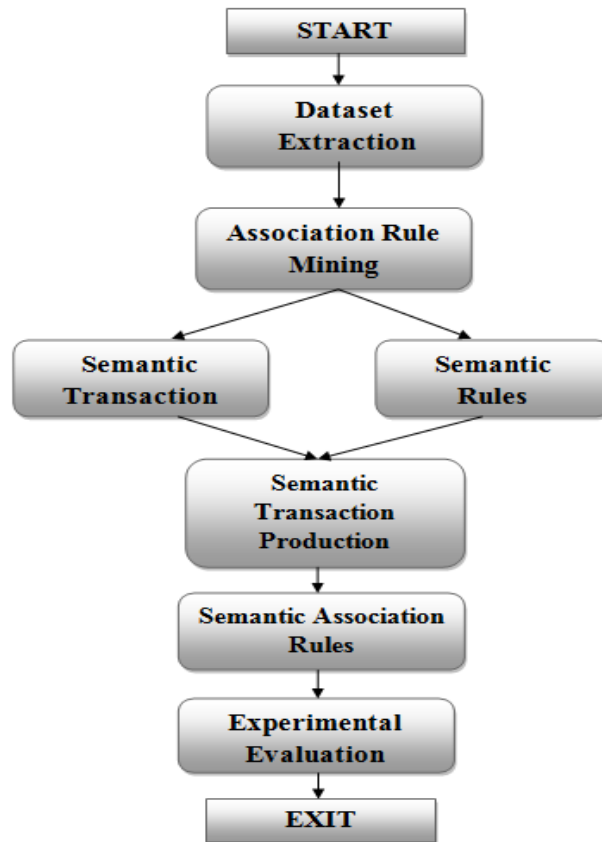 START
Dataset
Extraction
Association Rule
Mining
Semantic
Transaction
Semantic
Rules
Semantic
Transaction
Production
Semantic Association
Rules
Experimental
Evaluation
EXIT